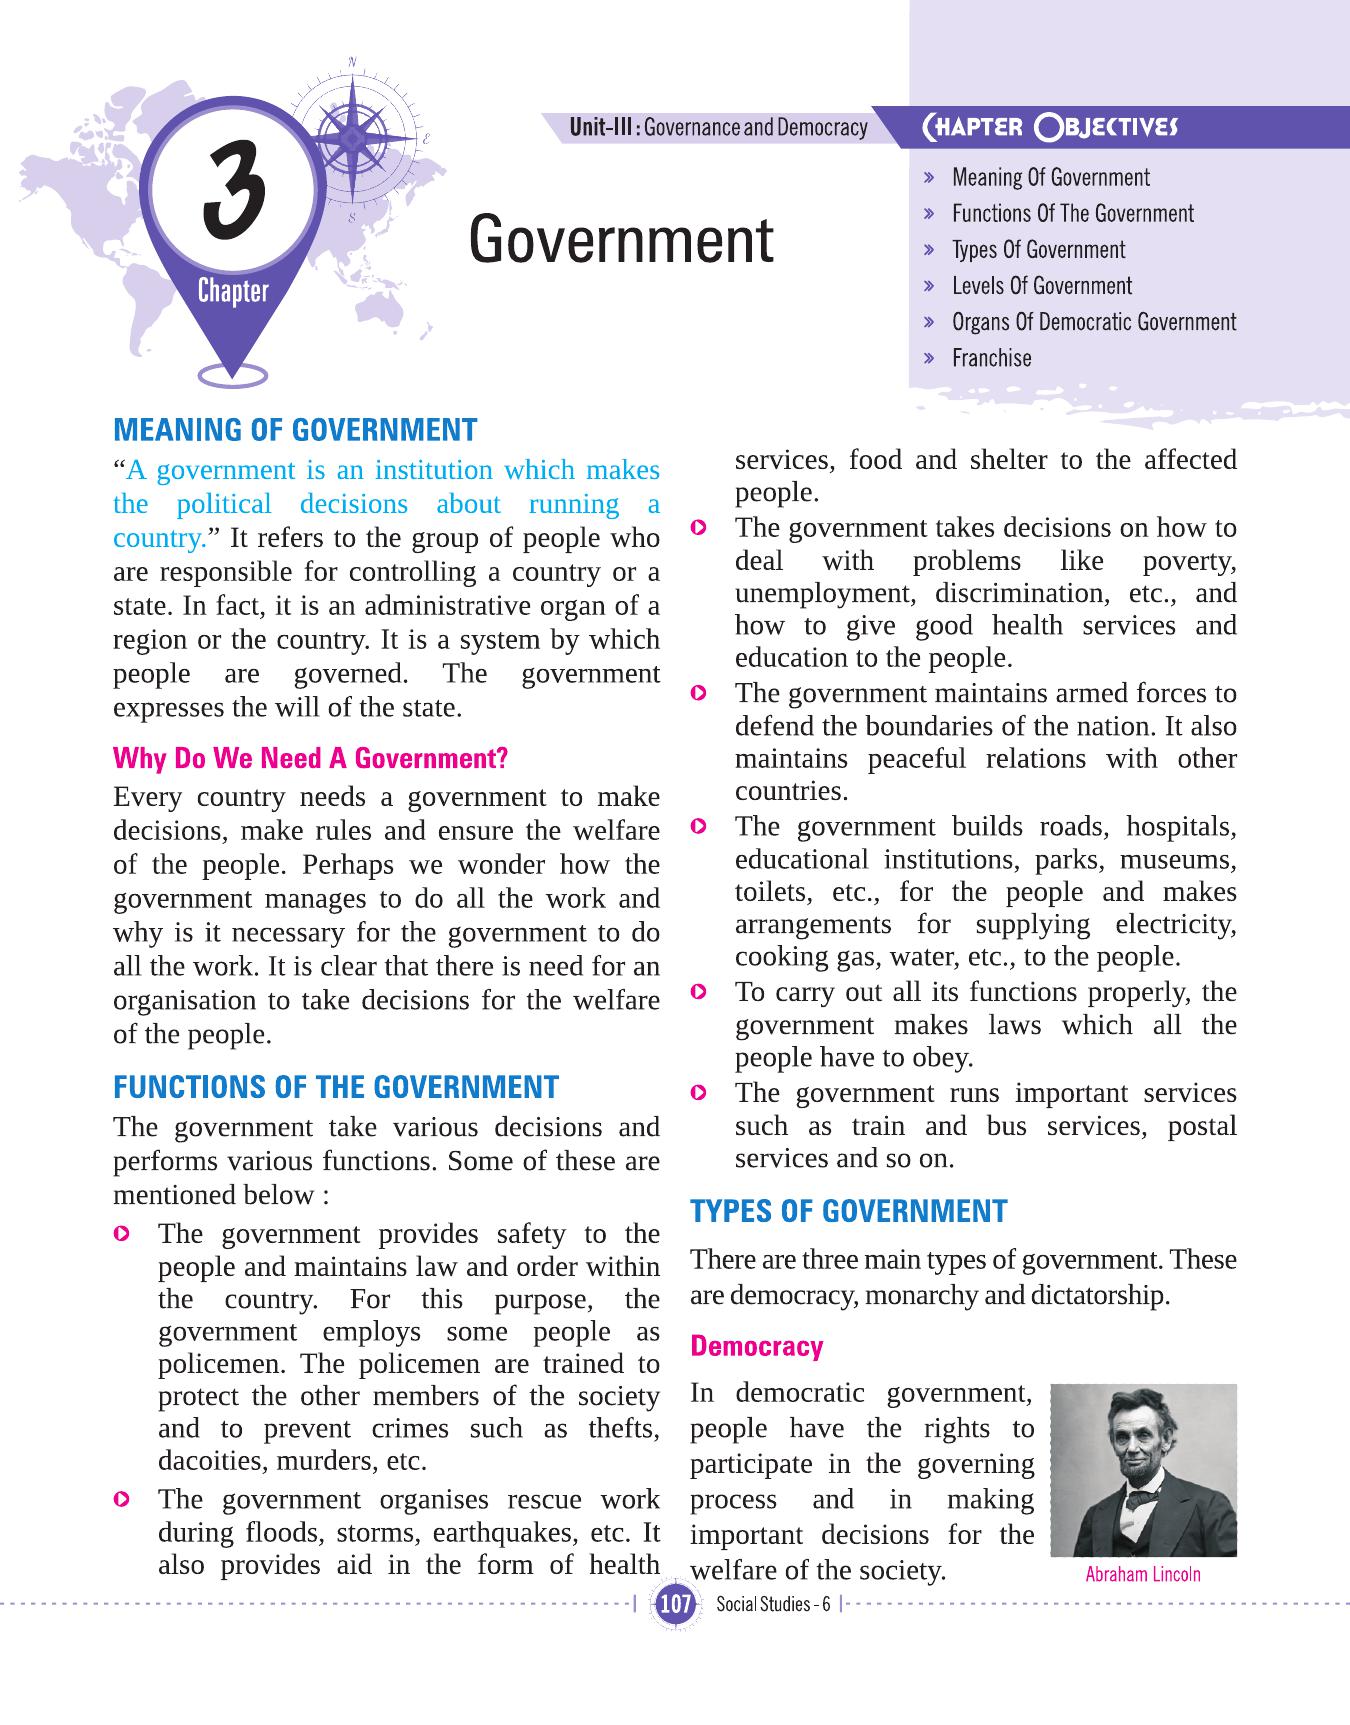 N
E
S
3
Chapter
Unit-III : Governance and Democracy
Government
CHAPTER OBJECTIVES
» Meaning Of Government
» Functions Of The Government
» Types Of Government
» Levels Of Government
» Organs Of Democratic Government
» Franchise
MEANING OF GOVERNMENT
“A government is an institution which makes
the political decisions about running a
country.” It refers to the group of people who
are responsible for controlling a country or a
state. In fact, it is an administrative organ of a
region or the country. It is a system by which
people are governed. The government
expresses the will of the state.
Why Do We Need A Government?
Every country needs a government to make
decisions, make rules and ensure the welfare
of the people. Perhaps we wonder how the
government manages to do all the work and
why is it necessary for the government to do
all the work. It is clear that there is need for an
organisation to take decisions for the welfare
of the people.
FUNCTIONS OF THE GOVERNMENT
The government take various decisions and
performs various functions. Some of these are
mentioned below :
The government provides safety to the
people and maintains law and order within
the country. For this purpose, the
government employs some people as
policemen. The policemen are trained to
protect the other members of the society
and to prevent crimes such as thefts,
dacoities, murders, etc.
The government organises rescue work
during floods, storms, earthquakes, etc. It
also provides aid in the form of health
services, food and shelter to the affected
people.
The government takes decisions on how to
deal with problems like poverty,
unemployment, discrimination, etc., and
how to give good health services and
education to the people.
The government maintains armed forces to
defend the boundaries of the nation. It also
maintains peaceful relations with other
countries.
The government builds roads, hospitals,
educational institutions, parks, museums,
toilets, etc., for the people and makes
arrangements for supplying electricity,
cooking gas, water, etc., to the people.
To carry out all its functions properly, the
government makes laws which all the
people have to obey.
The government runs important services
such as train and bus services, postal
services and so on.
TYPES OF GOVERNMENT
There are three main types of government. These
are democracy, monarchy and dictatorship.
Democracy
In democratic government,
people have the rights to
participate in the governing
process and in making
important decisions for the
welfare of the society.
Abraham Lincoln
107 Social Studies - 6